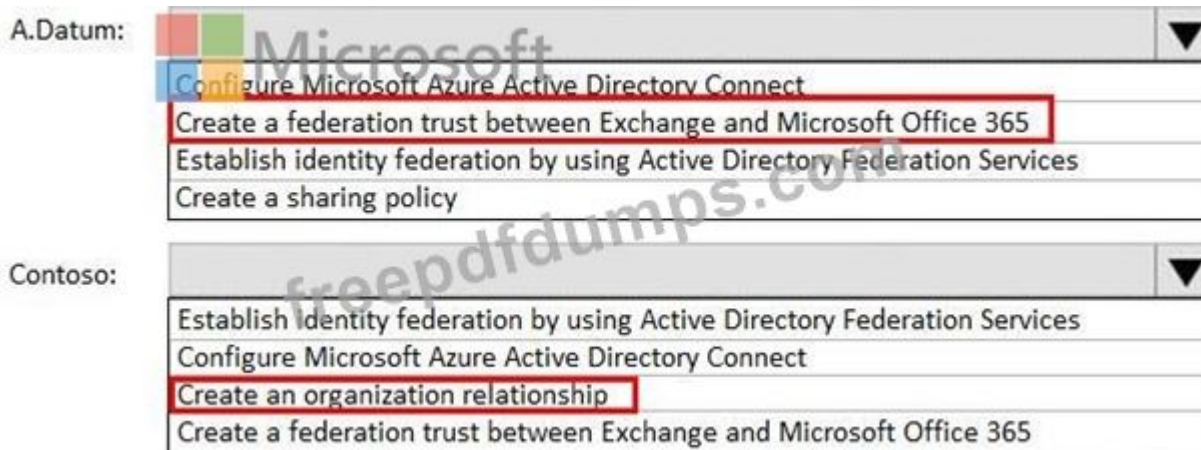 A.Datum:
Microsoft
Configure Microsoft Azure Active Directory Connect
Create a federation trust between Exchange and Microsoft Office 365
Establish identity federation by using Active Directory Federation Services
Create a sharing policy
freepdfdumps.com
Contoso:
Establish identity federation by using Active Directory Federation Services
Configure Microsoft Azure Active Directory Connect
Create an organization relationship
Create a federation trust between Exchange and Microsoft Office 365